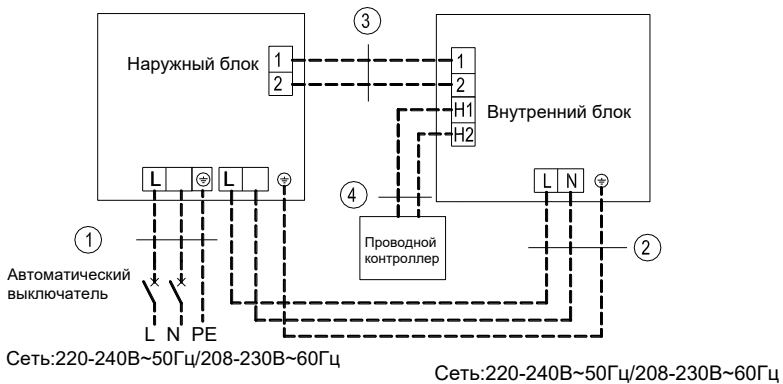 ③
Наружный блок
1
2
1
2
H1
H2
Внутренний блок
L
L
L N
④
①
②
Проводной
контроллер
Автоматический
выключатель
L N PE
Сеть:220-240В~50Гц/208-230В~60Гц
Сеть:220-240В~50Гц/208-230В~60Гц